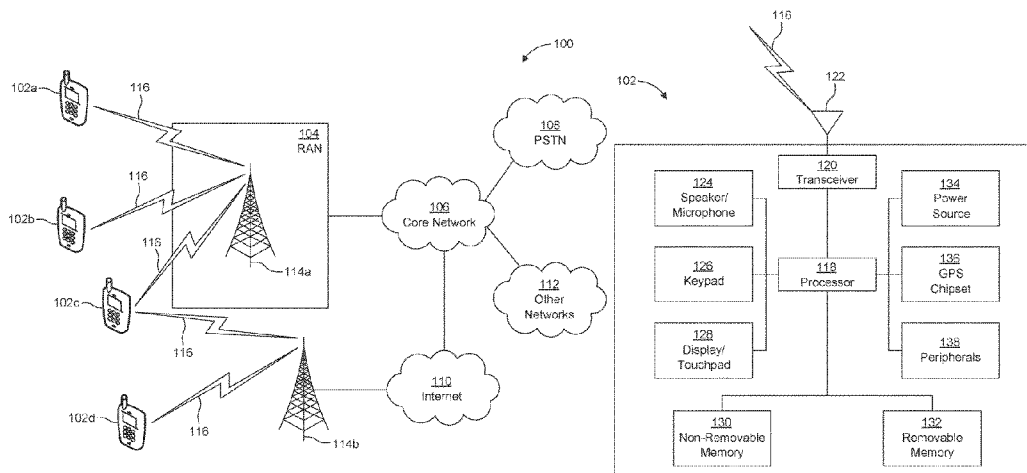 100
102a
116
104
RAN
108
PSTN
102b
116
106
Core Network
116
114a
102c
112
Other
Networks
116
110
Internet
102d
116
114b
116
102
122
120
Transceiver
124
Speaker/
Microphone
134
Power
Source
126
Keypad
118
Processor
136
GPS
Chipset
128
Display/
Touchpad
138
Peripherals
130
Non-Removable
Memory
132
Removable
Memory